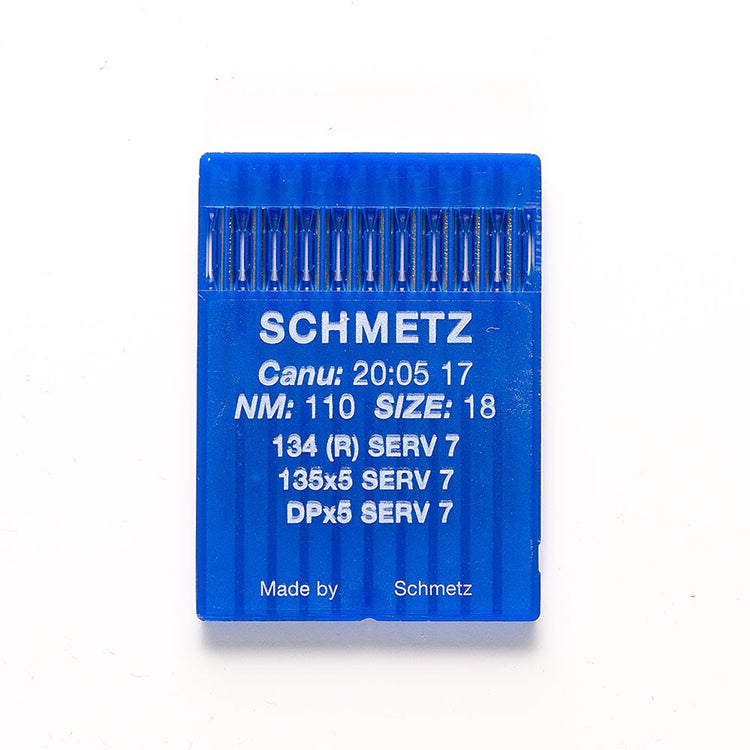 SCHMETZ
Canu: 20:05 17
NM: 110 SIZE: 18
134 (R) SERV 7
135x5 SERV 7
DPx5 SERV 7
Made by Schmetz